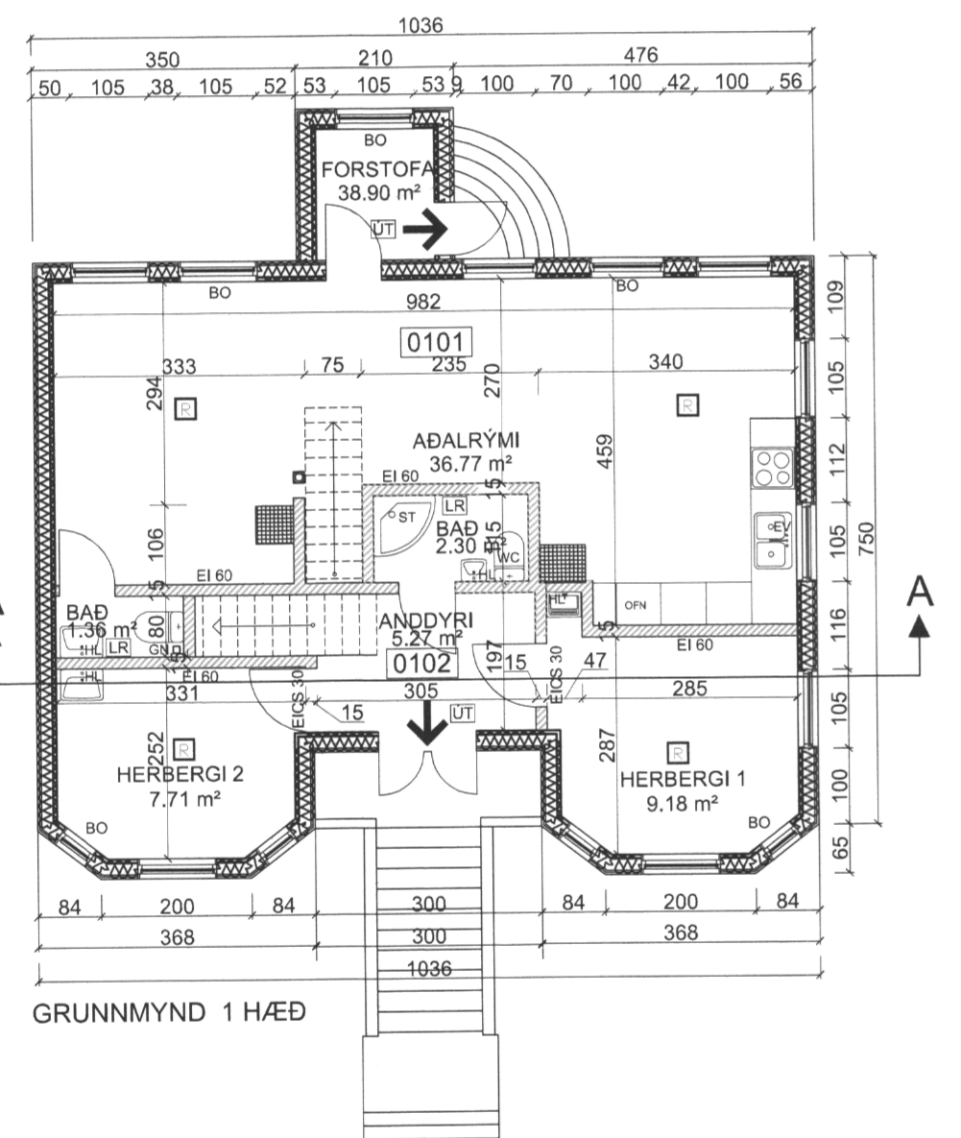 1036
350 210 476
50 105 38 105 52 53 105 53 9 100 70 100 42 100 56
BO
FORSTOFA
38.90 m²
ÚT
BO
BO
982
109
0101
333 75 235 340
294
270
105
R
R
459
AÐALRÝMI
36.77 m²
112
EI 60
15
LR
ST
BAÐ
2.30 m²
EV
WC
106
105
750
HL
EI 60
15
HL
OFN
BAÐ
1.36 m²
80
HL
LR
GN
ANDDYRI
5.27 m²
197
15
116
A
EI 60
0102
15
47
HL
EI 60
331
305
285
EICS 30
EICS 30
15
ÚT
105
252
R
287
R
HERBERGI 2
7.71 m²
HERBERGI 1
9.18 m²
100
BO
BO
65
84 200 84 300 84 200 84
368 300 368
1036
GRUNNMYND 1 HÆÐ